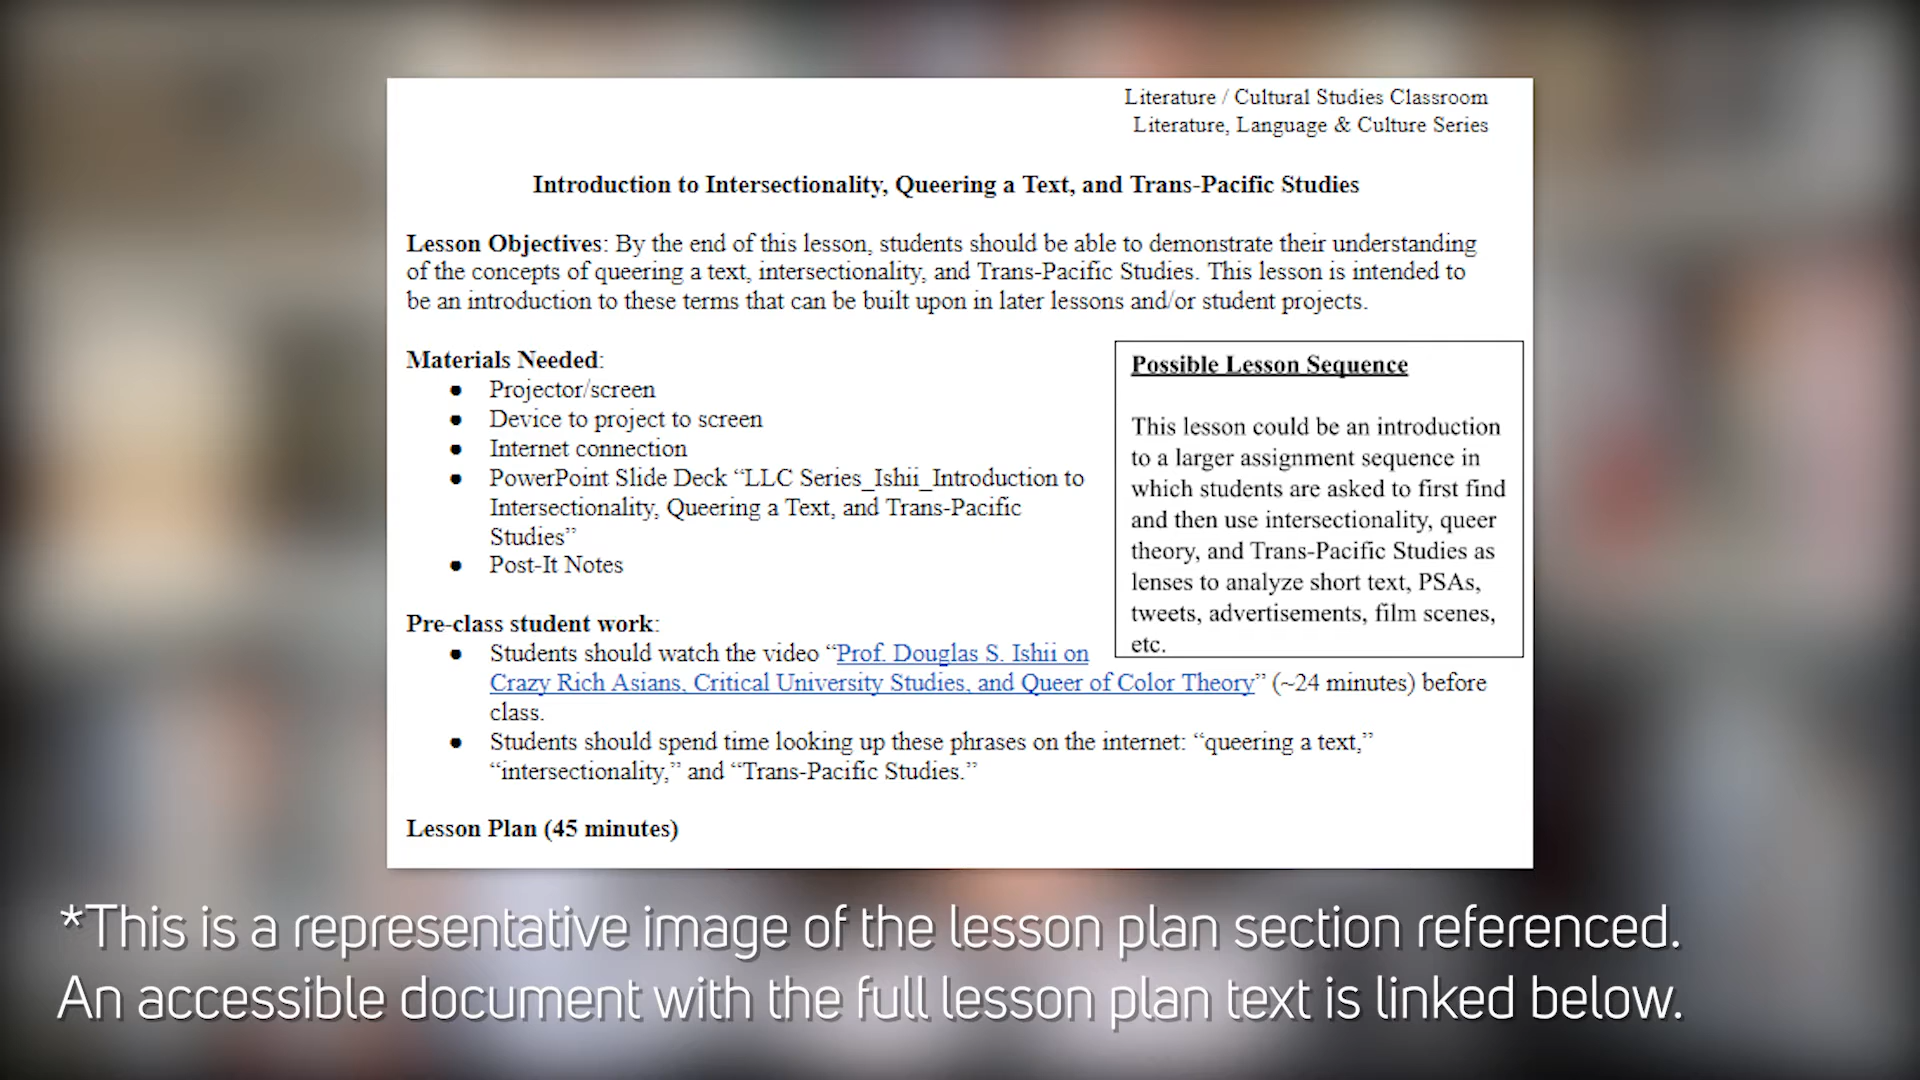 Literature / Cultural Studies Classroom
Literature, Language & Culture Series
Introduction to Intersectionality, Queering a Text, and Trans-Pacific Studies
Lesson Objectives: By the end of this lesson, students should be able to demonstrate their understanding
of the concepts of queering a text, intersectionality, and Trans-Pacific Studies. This lesson is intended to
be an introduction to these terms that can be built upon in later lessons and/or student projects.
Materials Needed:
● Projector/screen
● Device to project to screen
● Internet connection
● PowerPoint Slide Deck “LLC Series_Ishii_Introduction to
Intersectionality, Queering a Text, and Trans-Pacific
Studies”
● Post-It Notes
Possible Lesson Sequence
This lesson could be an introduction
to a larger assignment sequence in
which students are asked to first find
and then use intersectionality, queer
theory, and Trans-Pacific Studies as
lenses to analyze short text, PSAs,
tweets, advertisements, film scenes,
etc.
Pre-class student work:
● Students should watch the video “Prof. Douglas S. Ishii on
Crazy Rich Asians, Critical University Studies, and Queer of Color Theory” (~24 minutes) before
class.
● Students should spend time looking up these phrases on the internet: “queering a text,”
“intersectionality,” and “Trans-Pacific Studies.”
Lesson Plan (45 minutes)
*This is a representative image of the lesson plan section referenced.
An accessible document with the full lesson plan text is linked below.